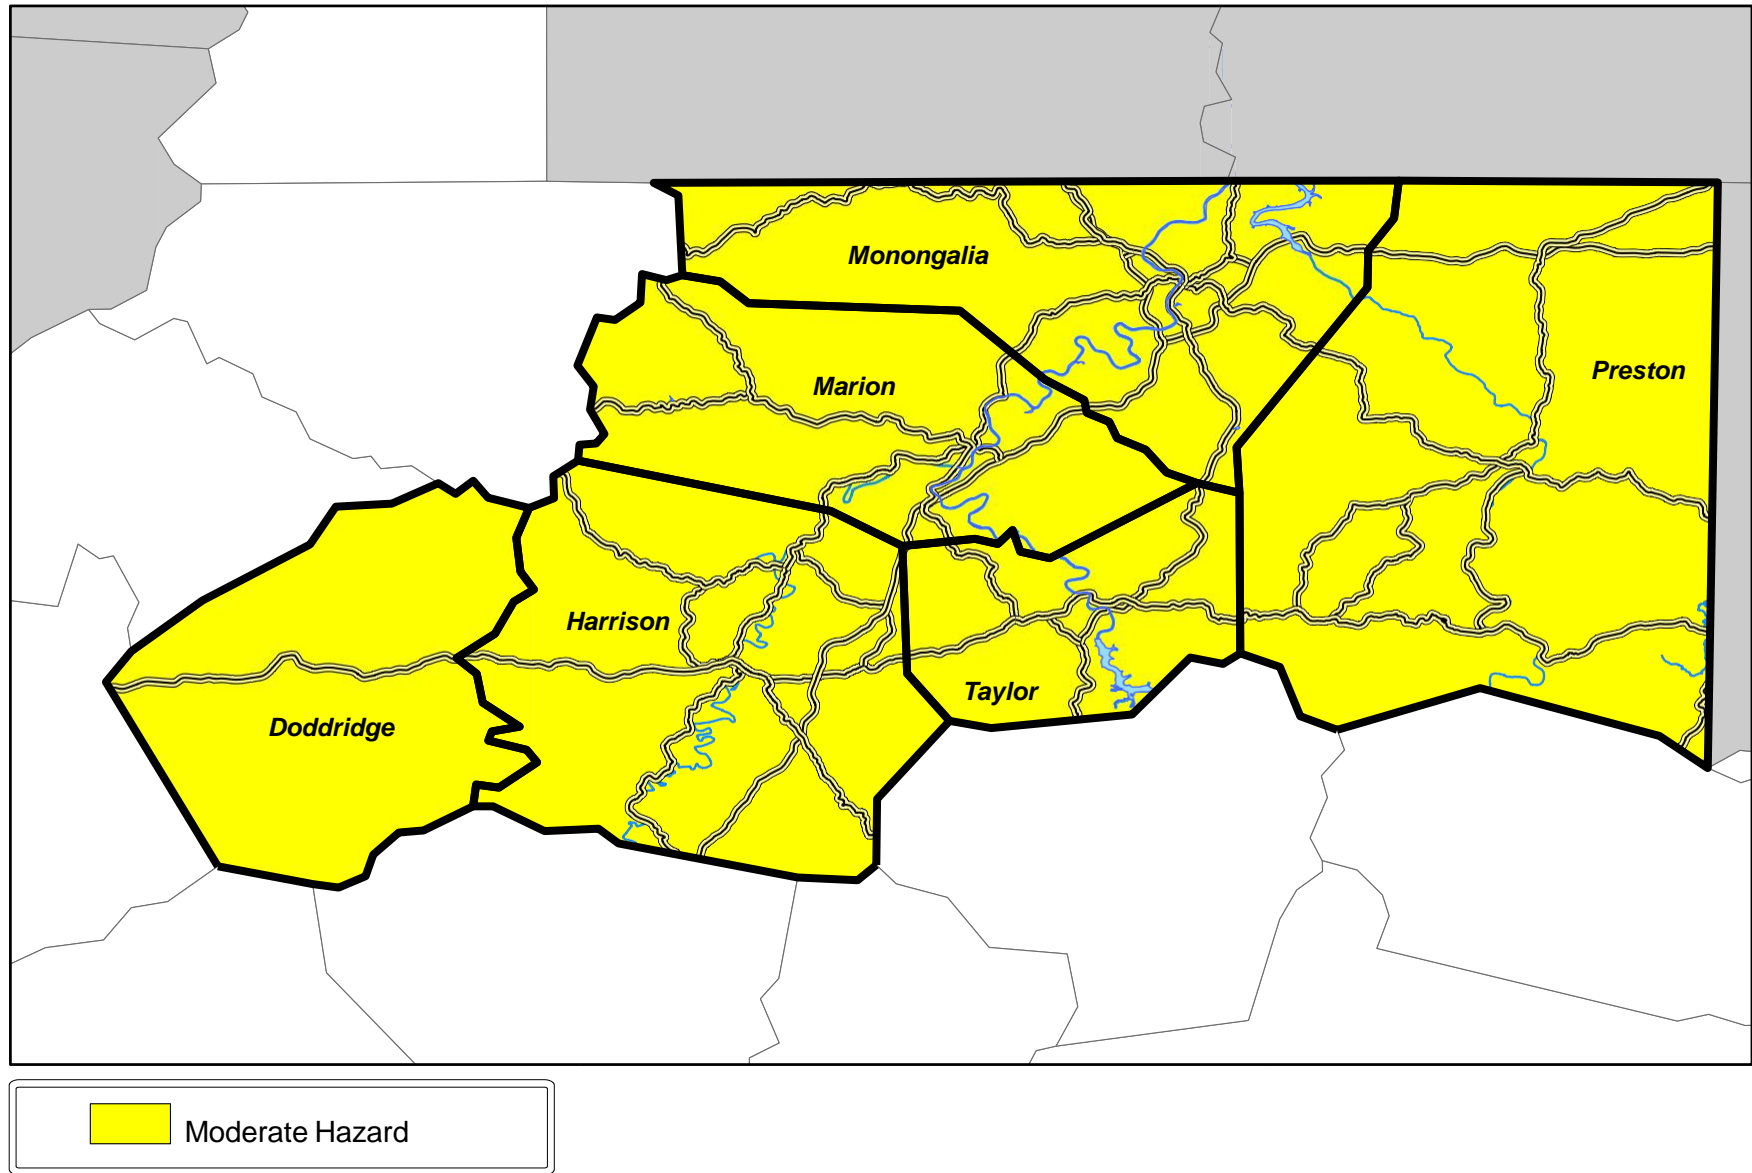 Monongalia
Marion
Preston
Harrison
Taylor
Doddridge
Moderate Hazard